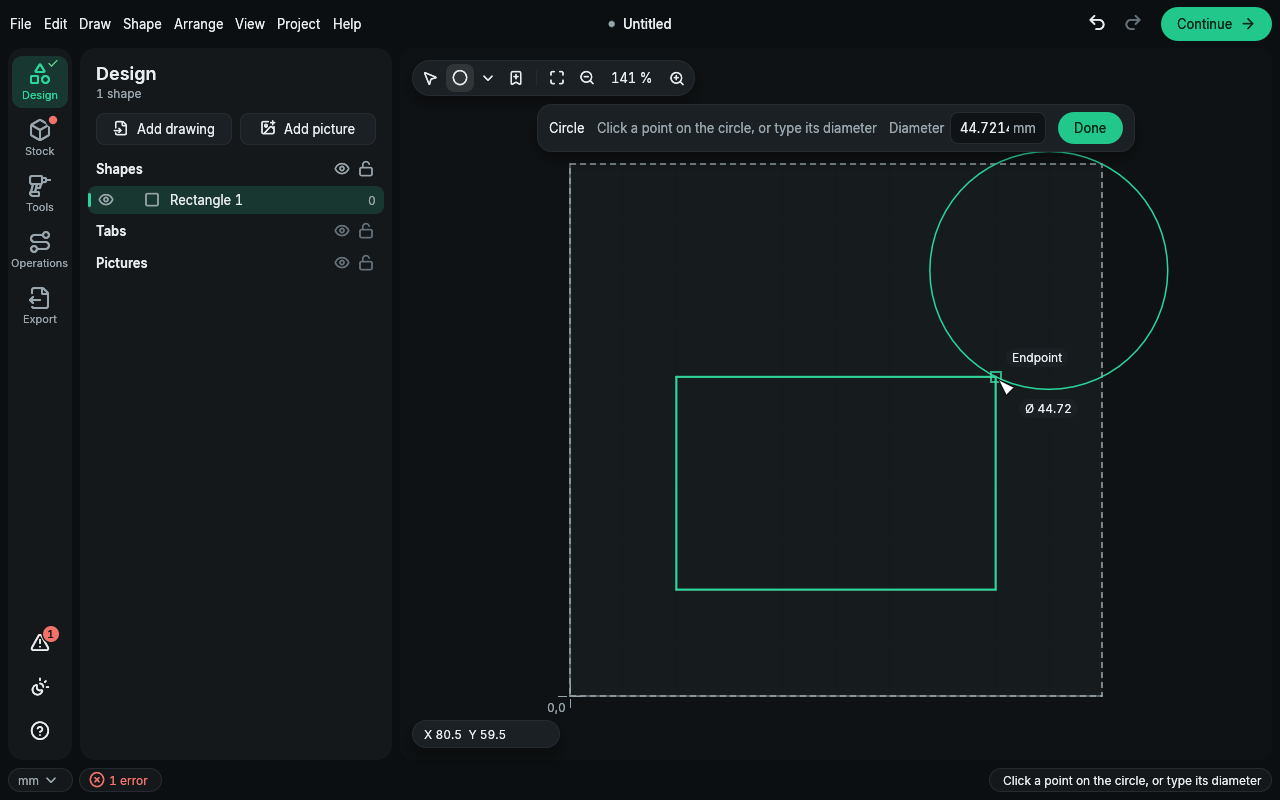 File Edit Draw Shape Arrange View Project Help
Untitled
Continue
Design
Stock
Tools
Operations
Export
1
Design
1 shape
Add drawing
Add picture
Shapes
Rectangle 1
0
Tabs
Pictures
141 %
Circle Click a point on the circle, or type its diameter Diameter 44.721 mm Done
Endpoint
Ø 44.72
0,0
X 80.5 Y 59.5
mm
1 error
Click a point on the circle, or type its diameter